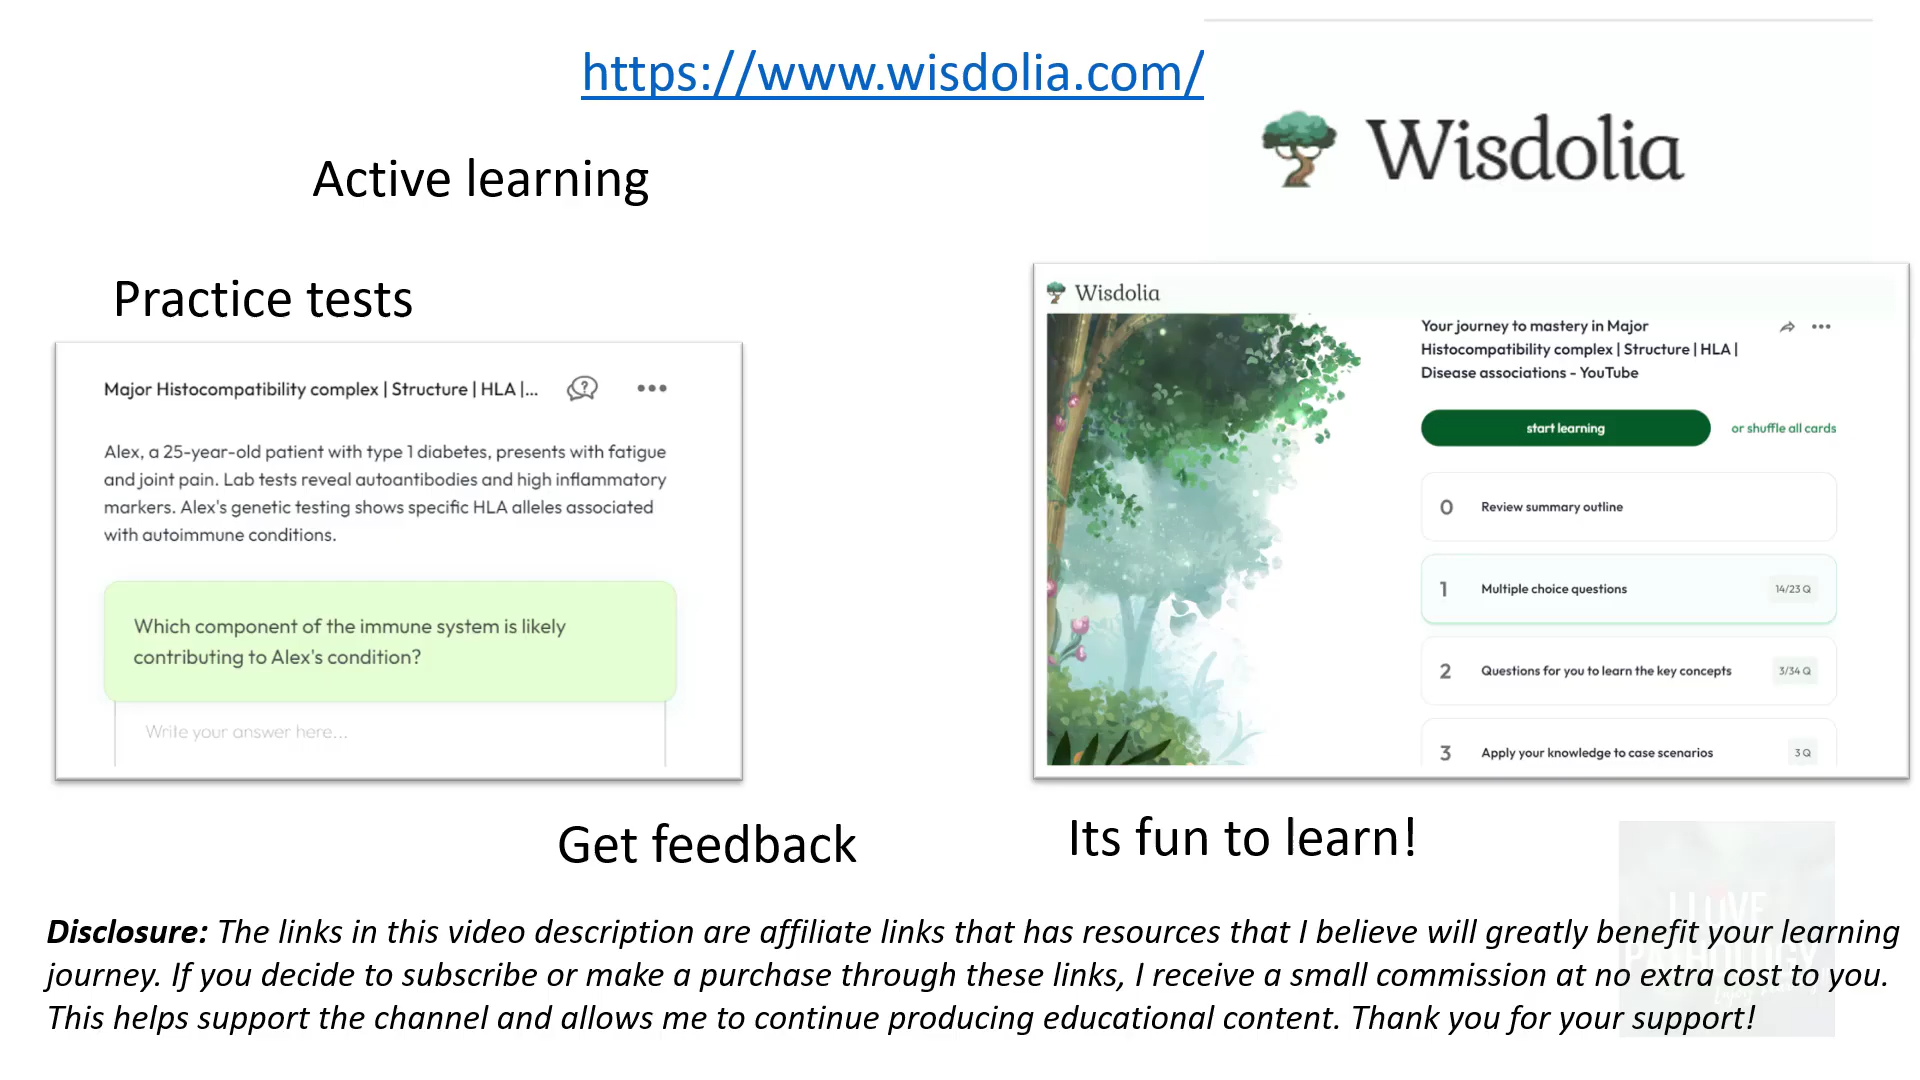 https://www.wisdolia.com/
Wisdolia
Active learning
Practice tests
Major Histocompatibility complex | Structure | HLA |...
Alex, a 25-year-old patient with type 1 diabetes, presents with fatigue
and joint pain. Lab tests reveal autoantibodies and high inflammatory
markers. Alex's genetic testing shows specific HLA alleles associated
with autoimmune conditions.
Which component of the immune system is likely
contributing to Alex's condition?
Write your answer here...
Wisdolia
Your journey to mastery in Major
Histocompatibility complex | Structure | HLA |
Disease associations - YouTube
start learning
or shuffle all cards
0 Review summary outline
1 Multiple choice questions 14/23 Q
2 Questions for you to learn the key concepts 3/34 Q
3 Apply your knowledge to case scenarios 3 Q
Get feedback
Its fun to learn!
Disclosure: The links in this video description are affiliate links that has resources that I believe will greatly benefit your learning
journey. If you decide to subscribe or make a purchase through these links, I receive a small commission at no extra cost to you.
This helps support the channel and allows me to continue producing educational content. Thank you for your support!
I LOVE
PATHOLOGY